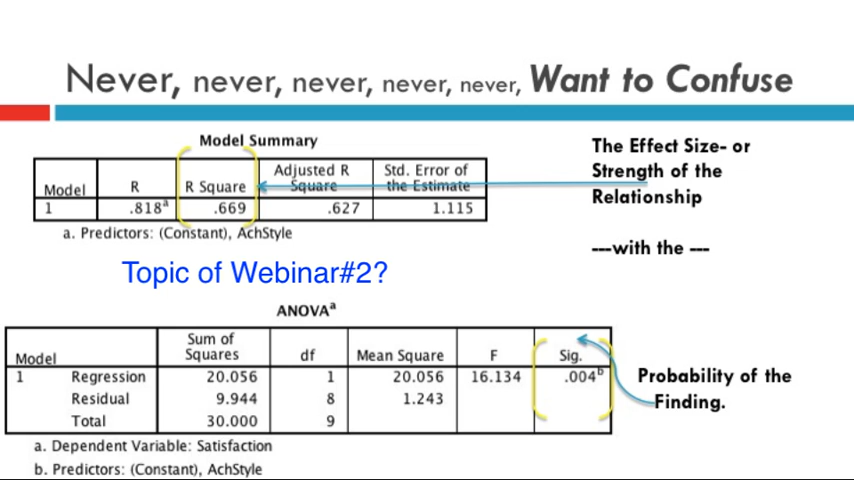 Never, never, never, never, never, Want to Confuse
Model Summary
Model R R Square Adjusted R Square Std. Error of the Estimate
1 .818a .669 .627 1.115
a. Predictors: (Constant), AchStyle
The Effect Size- or
Strength of the
Relationship
---with the ---
Topic of Webinar#2?
ANOVAa
Model Sum of Squares df Mean Square F Sig.
1 Regression 20.056 1 20.056 16.134 .004b
Residual 9.944 8 1.243
Total 30.000 9
a. Dependent Variable: Satisfaction
b. Predictors: (Constant), AchStyle
Probability of the
Finding.